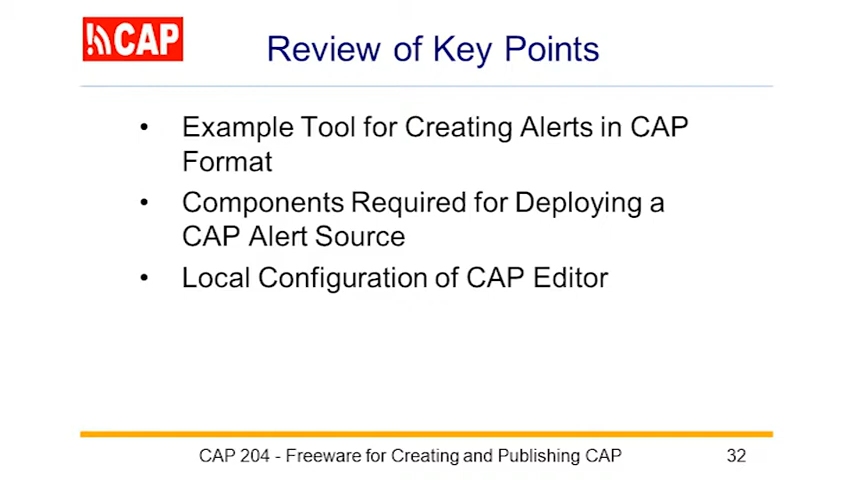 CAP
Review of Key Points
• Example Tool for Creating Alerts in CAP
Format
• Components Required for Deploying a
CAP Alert Source
• Local Configuration of CAP Editor
CAP 204 - Freeware for Creating and Publishing CAP 32